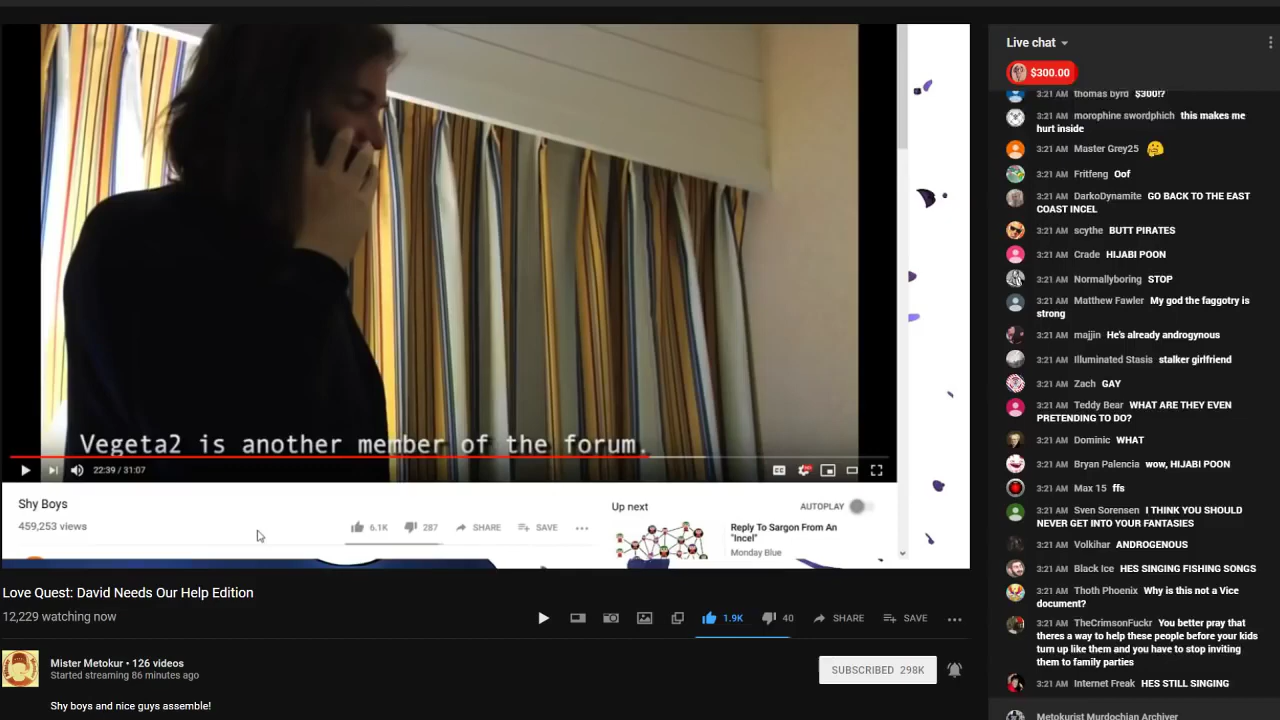 Vegeta2 is another member of the forum.
22:39 / 31:07
Shy Boys
459,253 views
6.1K
287
SHARE
SAVE
Up next
AUTOPLAY
Reply To Sargon From An
"Incel"
Monday Blue
Love Quest: David Needs Our Help Edition
12,229 watching now
1.9K
40
SHARE
SAVE
Mister Metokur • 126 videos
Started streaming 86 minutes ago
SUBSCRIBED 298K
Shy boys and nice guys assemble!
Live chat
$300.00
3:21 AM thomas byrd $300!?
3:21 AM morophine swordphich this makes me
hurt inside
3:21 AM Master Grey25
3:21 AM Fritfeng Oof
3:21 AM DarkoDynamite GO BACK TO THE EAST
COAST INCEL
3:21 AM scythe BUTT PIRATES
3:21 AM Crade HIJABI POON
3:21 AM Normallyboring STOP
3:21 AM Matthew Fawler My god the faggotry is
strong
3:21 AM majjin He's already androgynous
3:21 AM Illuminated Stasis stalker girlfriend
3:21 AM Zach GAY
3:21 AM Teddy Bear WHAT ARE THEY EVEN
PRETENDING TO DO?
3:21 AM Dominic WHAT
3:21 AM Bryan Palencia wow, HIJABI POON
3:21 AM Max 15 ffs
3:21 AM Sven Sorensen I THINK YOU SHOULD
NEVER GET INTO YOUR FANTASIES
3:21 AM Volkihar ANDROGENOUS
3:21 AM Black Ice HES SINGING FISHING SONGS
3:21 AM Thoth Phoenix Why is this not a Vice
document?
3:21 AM TheCrimsonFuckr You better pray that
theres a way to help these people before your kids
turn up like them and you have to stop inviting
them to family parties
3:21 AM Internet Freak HES STILL SINGING
Metokurist Murdochian Archiver